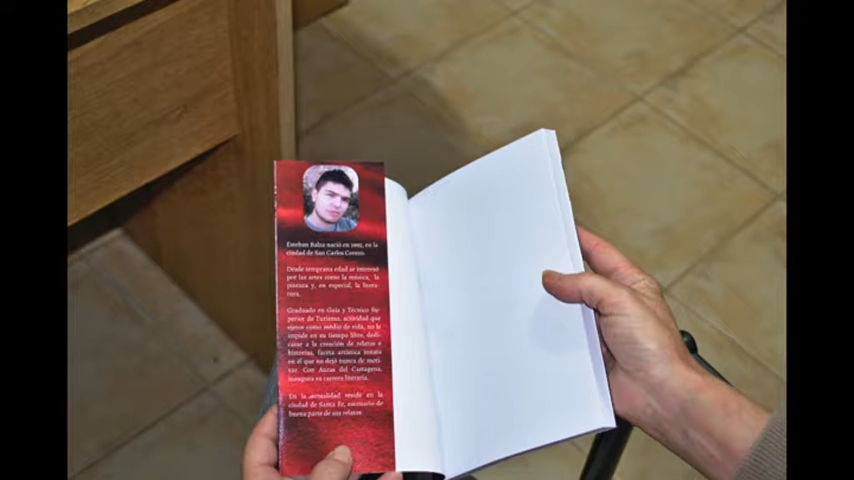 Esteban Balza nació en 1995, en la
ciudad de San Carlos Centro.
Desde temprana edad se interesó
por las artes como la música, la
pintura y, en especial, la litera-
tura.
Graduado en Guía y Técnico Su-
perior de Turismo, actividad que
ejerce como medio de vida, no le
impide en su tiempo libre, dedi-
carse a la creación de relatos e
historias, faceta artística innata
en él que no dejó nunca de moti-
var. Con Auras del Cartagena,
inaugura su carrera literaria.
En la actualidad reside en la
ciudad de Santa Fe, escenario de
buena parte de sus relatos.